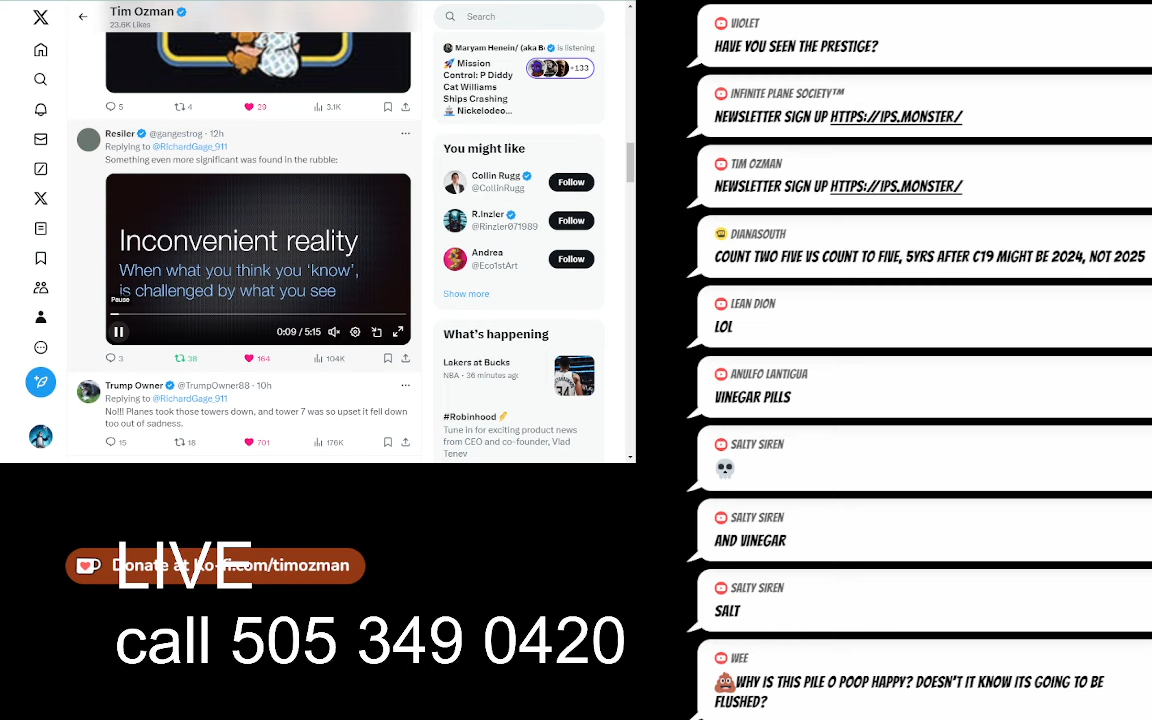 Tim Ozman
23.6K Likes
5
4
29
3.1K
Resiler @gangestrog · 12h
Replying to @RichardGage_911
Something even more significant was found in the rubble:
Inconvenient reality
When what you think you 'know',
is challenged by what you see
Pause
0:09 / 5:15
3
38
164
104K
Trump Owner @TrumpOwner88 · 10h
Replying to @RichardGage_911
No!!! Planes took those towers down, and tower 7 was so upset it fell down
too out of sadness.
15
18
701
176K
Search
Maryam Henein/ (aka B is listening
🚀 Mission
Control: P Diddy
Cat Williams
Ships Crashing
🚢 Nickelodeo...
+133
You might like
Collin Rugg
@CollinRugg
Follow
R.Inzler
@Rinzler071989
Follow
Andrea
@Eco1stArt
Follow
Show more
What's happening
Lakers at Bucks
NBA · 36 minutes ago
#Robinhood
Tune in for exciting product news
from CEO and co-founder, Vlad
Tenev
LIVE
Donate at ko-fi.com/timozman
call 505 349 0420
VIOLET
HAVE YOU SEEN THE PRESTIGE?
INFINITE PLANE SOCIETY™
NEWSLETTER SIGN UP HTTPS://IPS.MONSTER/
TIM OZMAN
NEWSLETTER SIGN UP HTTPS://IPS.MONSTER/
DIANASOUTH
COUNT TWO FIVE VS COUNT TO FIVE, 5YRS AFTER C19 MIGHT BE 2024, NOT 2025
LEAN DION
LOL
ANULFO LANTIGUA
VINEGAR PILLS
SALTY SIREN
💀
SALTY SIREN
AND VINEGAR
SALTY SIREN
SALT
WEE
💩WHY IS THIS PILE O POOP HAPPY? DOESN'T IT KNOW ITS GOING TO BE
FLUSHED?